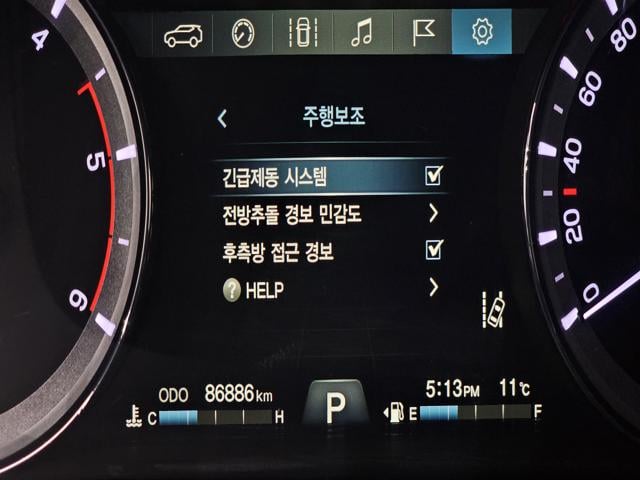 4
5
6
주행보조
긴급제동 시스템
전방추돌 경보 민감도
후측방 접근 경보
? HELP
80
60
40
20
0
ODO 86886 km
C H
P
5:13PM 11℃
E F